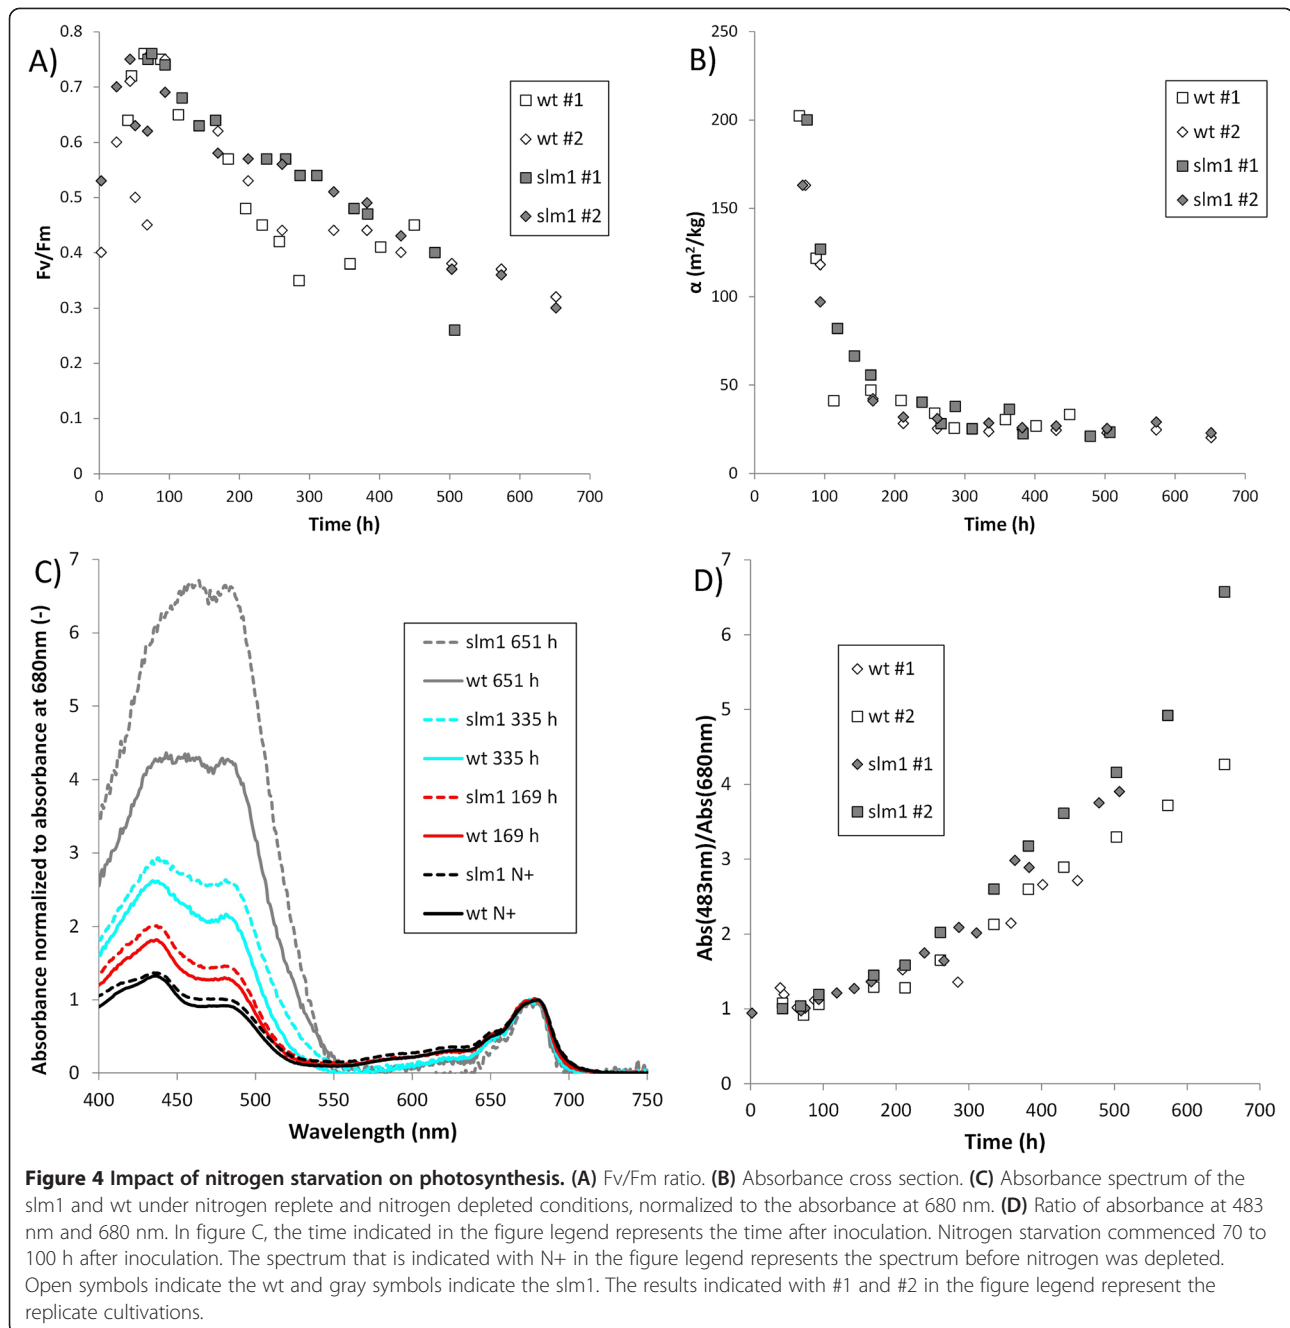 A)
0.8
0.7
0.6
0.5
0.4
0.3
0.2
0.1
0
Fv/Fm
0 100 200 300 400 500 600 700
Time (h)
wt #1
wt #2
slm1 #1
slm1 #2
B)
250
200
150
100
50
0
α (m²/kg)
0 100 200 300 400 500 600 700
Time (h)
wt #1
wt #2
slm1 #1
slm1 #2
C)
7
6
5
4
3
2
1
0
Absorbance normalized to absorbance at 680nm (-)
400 450 500 550 600 650 700 750
Wavelength (nm)
slm1 651 h
wt 651 h
slm1 335 h
wt 335 h
slm1 169 h
wt 169 h
slm1 N+
wt N+
D)
7
6
5
4
3
2
1
0
Abs(483nm)/Abs(680nm)
0 100 200 300 400 500 600 700
Time (h)
wt #1
wt #2
slm1 #1
slm1 #2
Figure 4 Impact of nitrogen starvation on photosynthesis. (A) Fv/Fm ratio. (B) Absorbance cross section. (C) Absorbance spectrum of the
slm1 and wt under nitrogen replete and nitrogen depleted conditions, normalized to the absorbance at 680 nm. (D) Ratio of absorbance at 483
nm and 680 nm. In figure C, the time indicated in the figure legend represents the time after inoculation. Nitrogen starvation commenced 70 to
100 h after inoculation. The spectrum that is indicated with N+ in the figure legend represents the spectrum before nitrogen was depleted.
Open symbols indicate the wt and gray symbols indicate the slm1. The results indicated with #1 and #2 in the figure legend represent the
replicate cultivations.